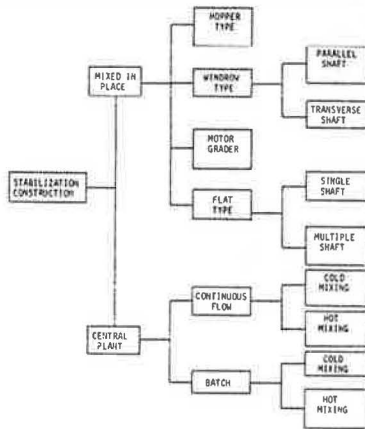 HOPPER
TYPE
MIXED IN
PLACE
WINDROW
TYPE
PARALLEL
SHAFT
TRANSVERSE
SHAFT
MOTOR
GRADER
STABILIZATION
CONSTRUCTION
FLAT
TYPE
SINGLE
SHAFT
MULTIPLE
SHAFT
CENTRAL
PLANT
CONTINUOUS
FLOW
COLD
MIXING
HOT
MIXING
BATCH
COLD
MIXING
HOT
MIXING